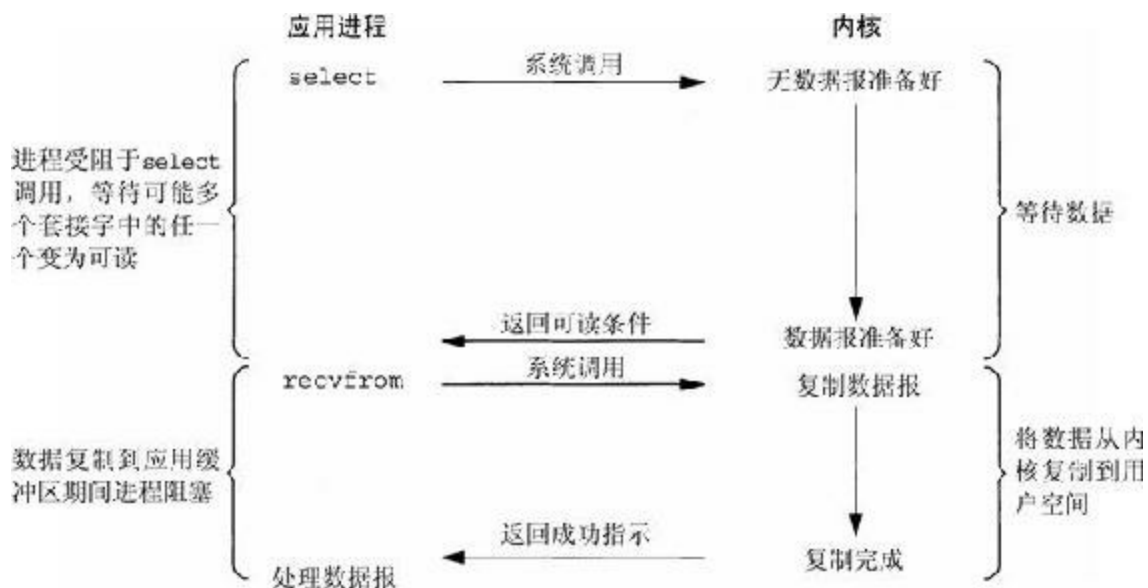 应用进程
内核
select
系统调用
无数据报准备好
进程受阻于select
调用，等待可能多
个套接字中的任一
个变为可读
等待数据
返回可读条件
数据报准备好
recvfrom
系统调用
复制数据报
数据复制到应用缓
冲区期间进程阻塞
将数据从内
核复制到用
户空间
返回成功指示
复制完成
处理数据报